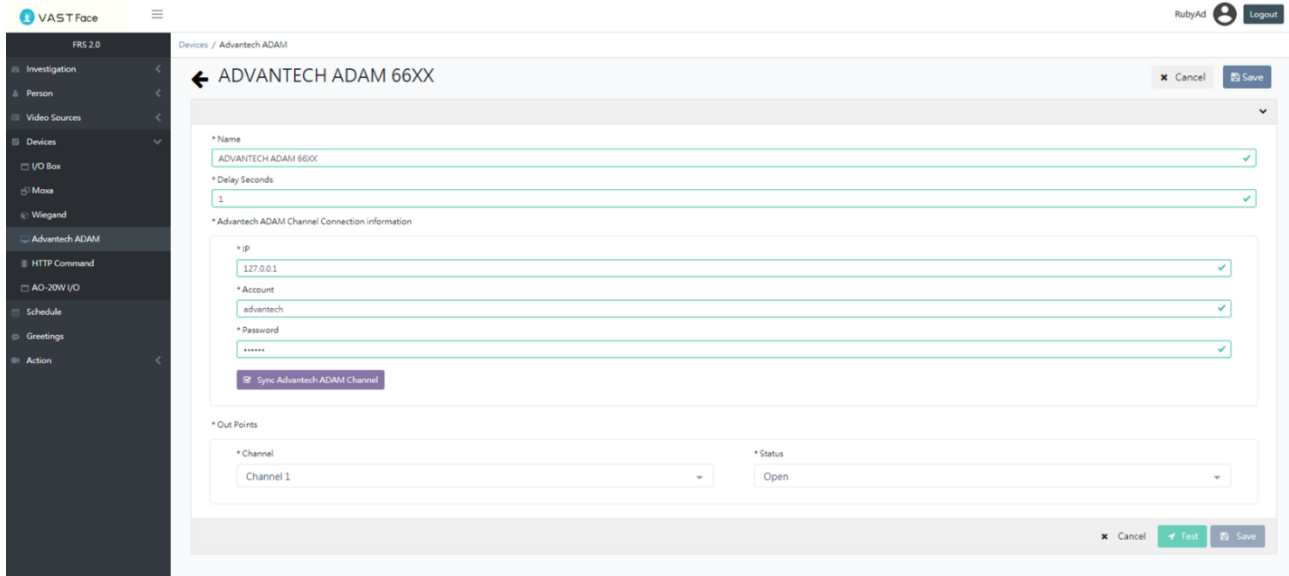 VAST Face
RubyAd
Logout
FRS 2.0
Devices / Advantech ADAM
Investigation
Person
Video Sources
Devices
I/O Box
Moxa
Wiegand
Advantech ADAM
HTTP Command
AO-20W I/O
Schedule
Greetings
Action
ADVANTECH ADAM 66XX
Cancel
Save
* Name
ADVANTECH ADAM 66XX
* Delay Seconds
1
* Advantech ADAM Channel Connection information
* IP
127.0.0.1
* Account
advantech
* Password
••••••
Sync Advantech ADAM Channel
* Out Points
* Channel
* Status
Channel 1
Open
Cancel
Test
Save